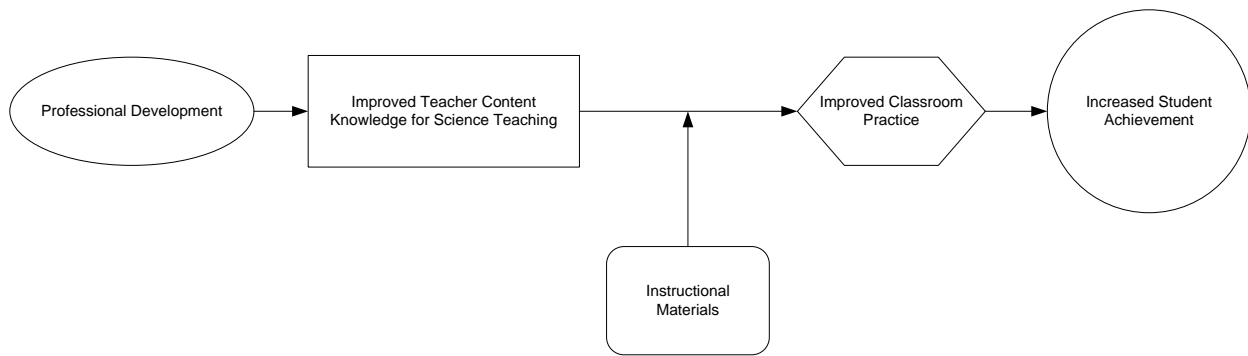 Professional Development
Improved Teacher Content
Knowledge for Science Teaching
Improved Classroom
Practice
Increased Student
Achievement
Instructional
Materials